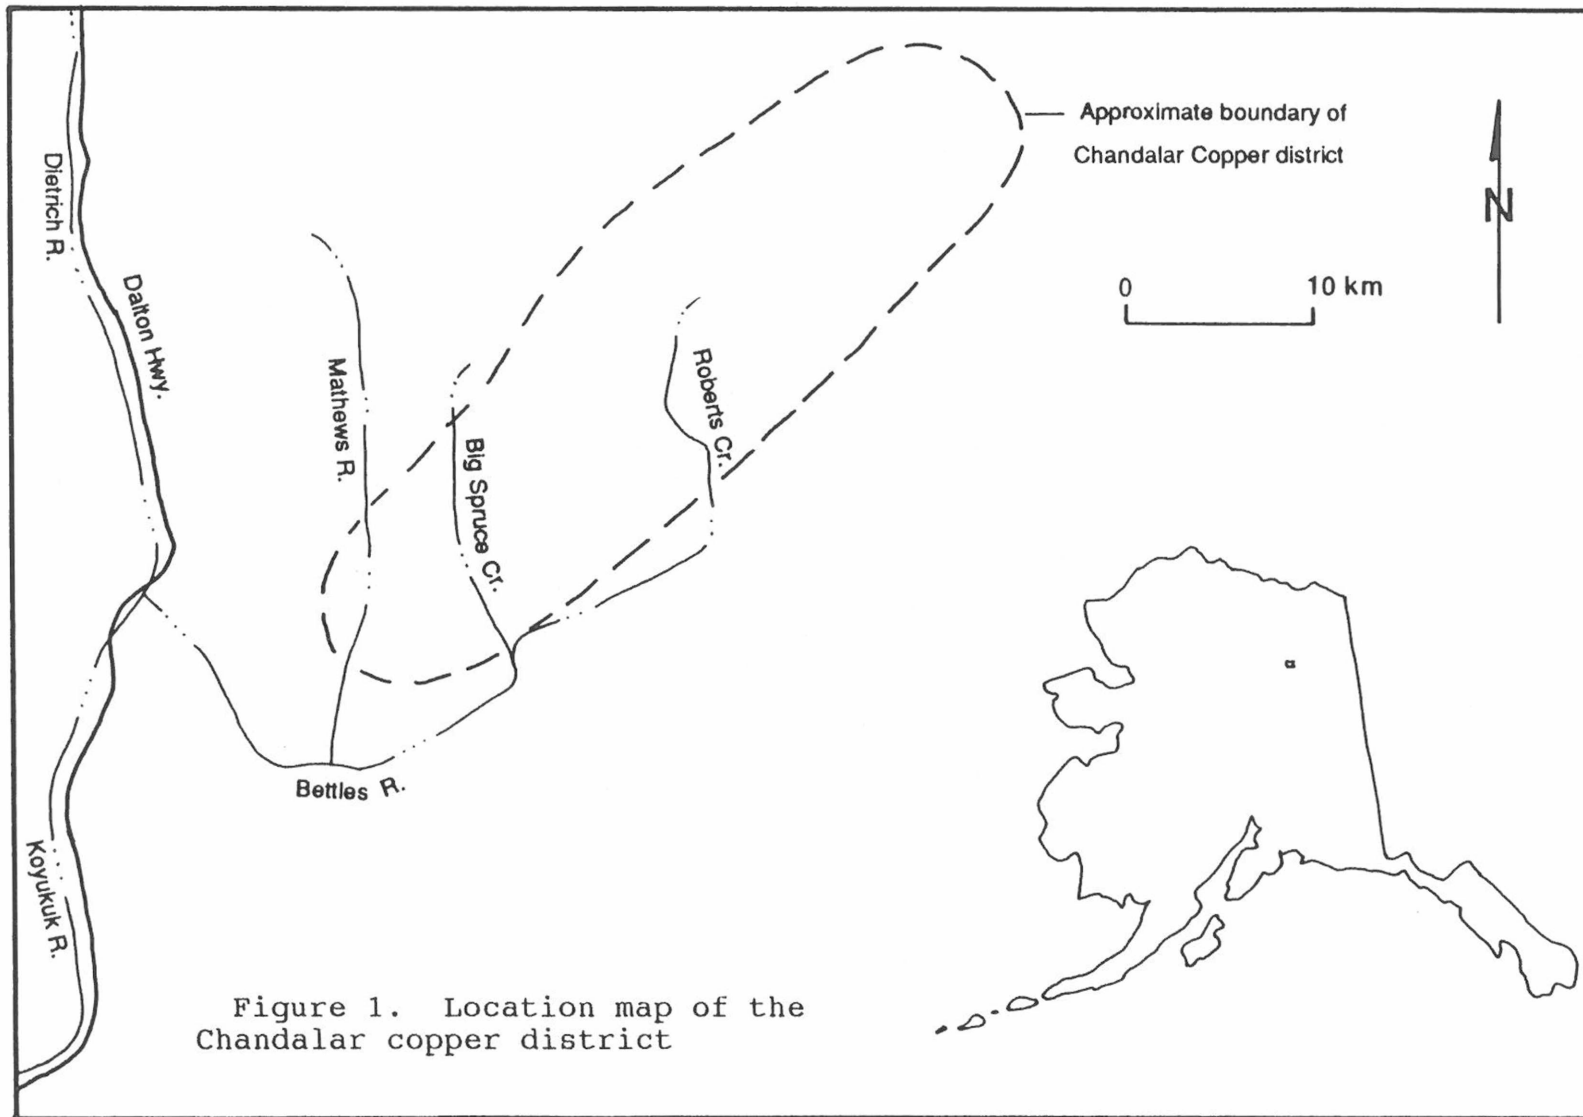 Approximate boundary of
Chandalar Copper district
N
0 10 km
Dietrich R.
Dalton Hwy.
Mathews R.
Big Spruce Cr.
Roberts Cr.
Bettles R.
Koyukuk R.
Figure 1. Location map of the
Chandalar copper district